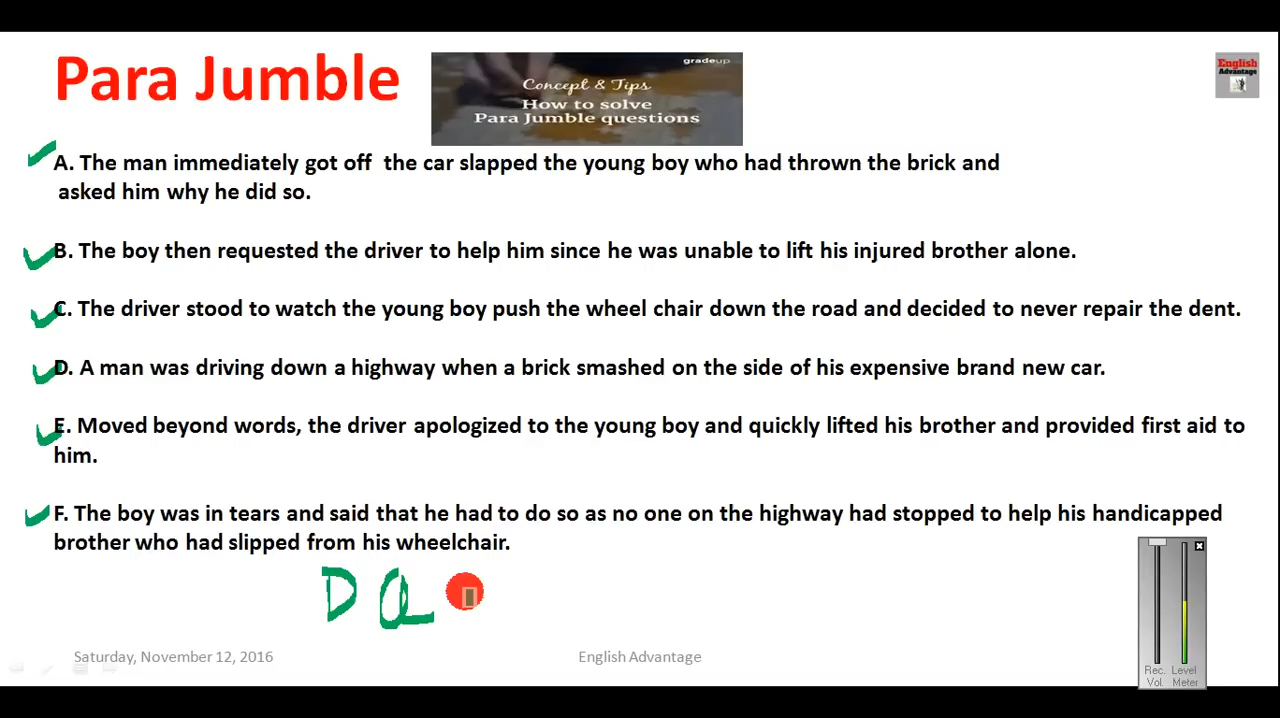 Para Jumble
gradeup
Concept & Tips
How to solve
Para Jumble questions
English
Advantage
A. The man immediately got off the car slapped the young boy who had thrown the brick and
asked him why he did so.
B. The boy then requested the driver to help him since he was unable to lift his injured brother alone.
C. The driver stood to watch the young boy push the wheel chair down the road and decided to never repair the dent.
D. A man was driving down a highway when a brick smashed on the side of his expensive brand new car.
E. Moved beyond words, the driver apologized to the young boy and quickly lifted his brother and provided first aid to
him.
F. The boy was in tears and said that he had to do so as no one on the highway had stopped to help his handicapped
brother who had slipped from his wheelchair.
D a
Saturday, November 12, 2016
English Advantage
Rec. Level
Vol. Meter